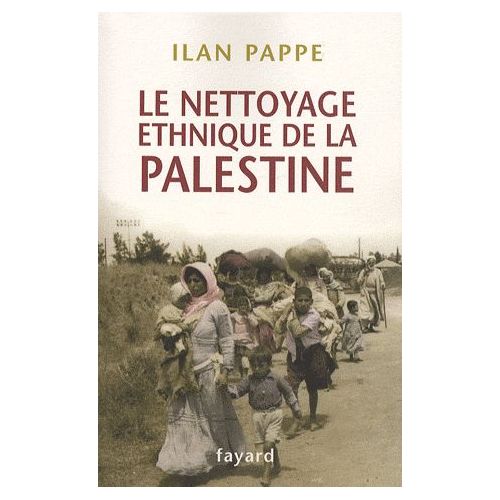 ILAN PAPPE
LE NETTOYAGE
ETHNIQUE DE LA
PALESTINE
fayard